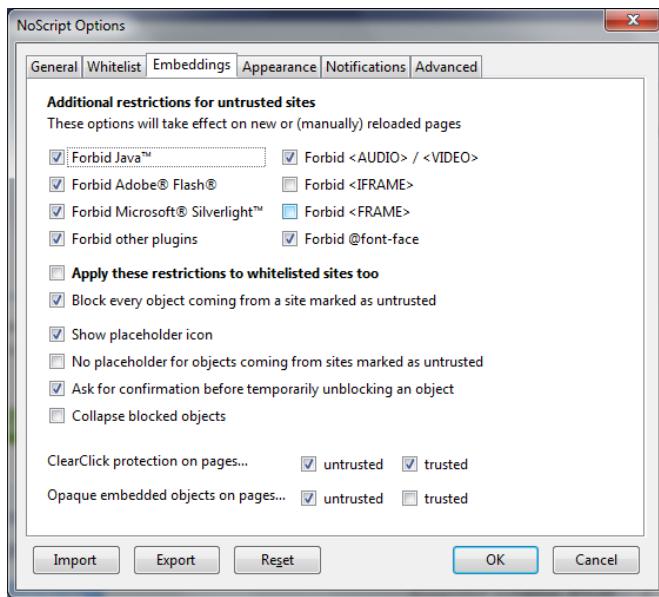 NoScript Options
General Whitelist Embeddings Appearance Notifications Advanced
Additional restrictions for untrusted sites
These options will take effect on new or (manually) reloaded pages
Forbid Java™ Forbid <AUDIO> / <VIDEO>
Forbid Adobe® Flash® Forbid <IFRAME>
Forbid Microsoft® Silverlight™ Forbid <FRAME>
Forbid other plugins Forbid @font-face
Apply these restrictions to whitelisted sites too
Block every object coming from a site marked as untrusted
Show placeholder icon
No placeholder for objects coming from sites marked as untrusted
Ask for confirmation before temporarily unblocking an object
Collapse blocked objects
ClearClick protection on pages... untrusted trusted
Opaque embedded objects on pages... untrusted trusted
Import Export Reset OK Cancel